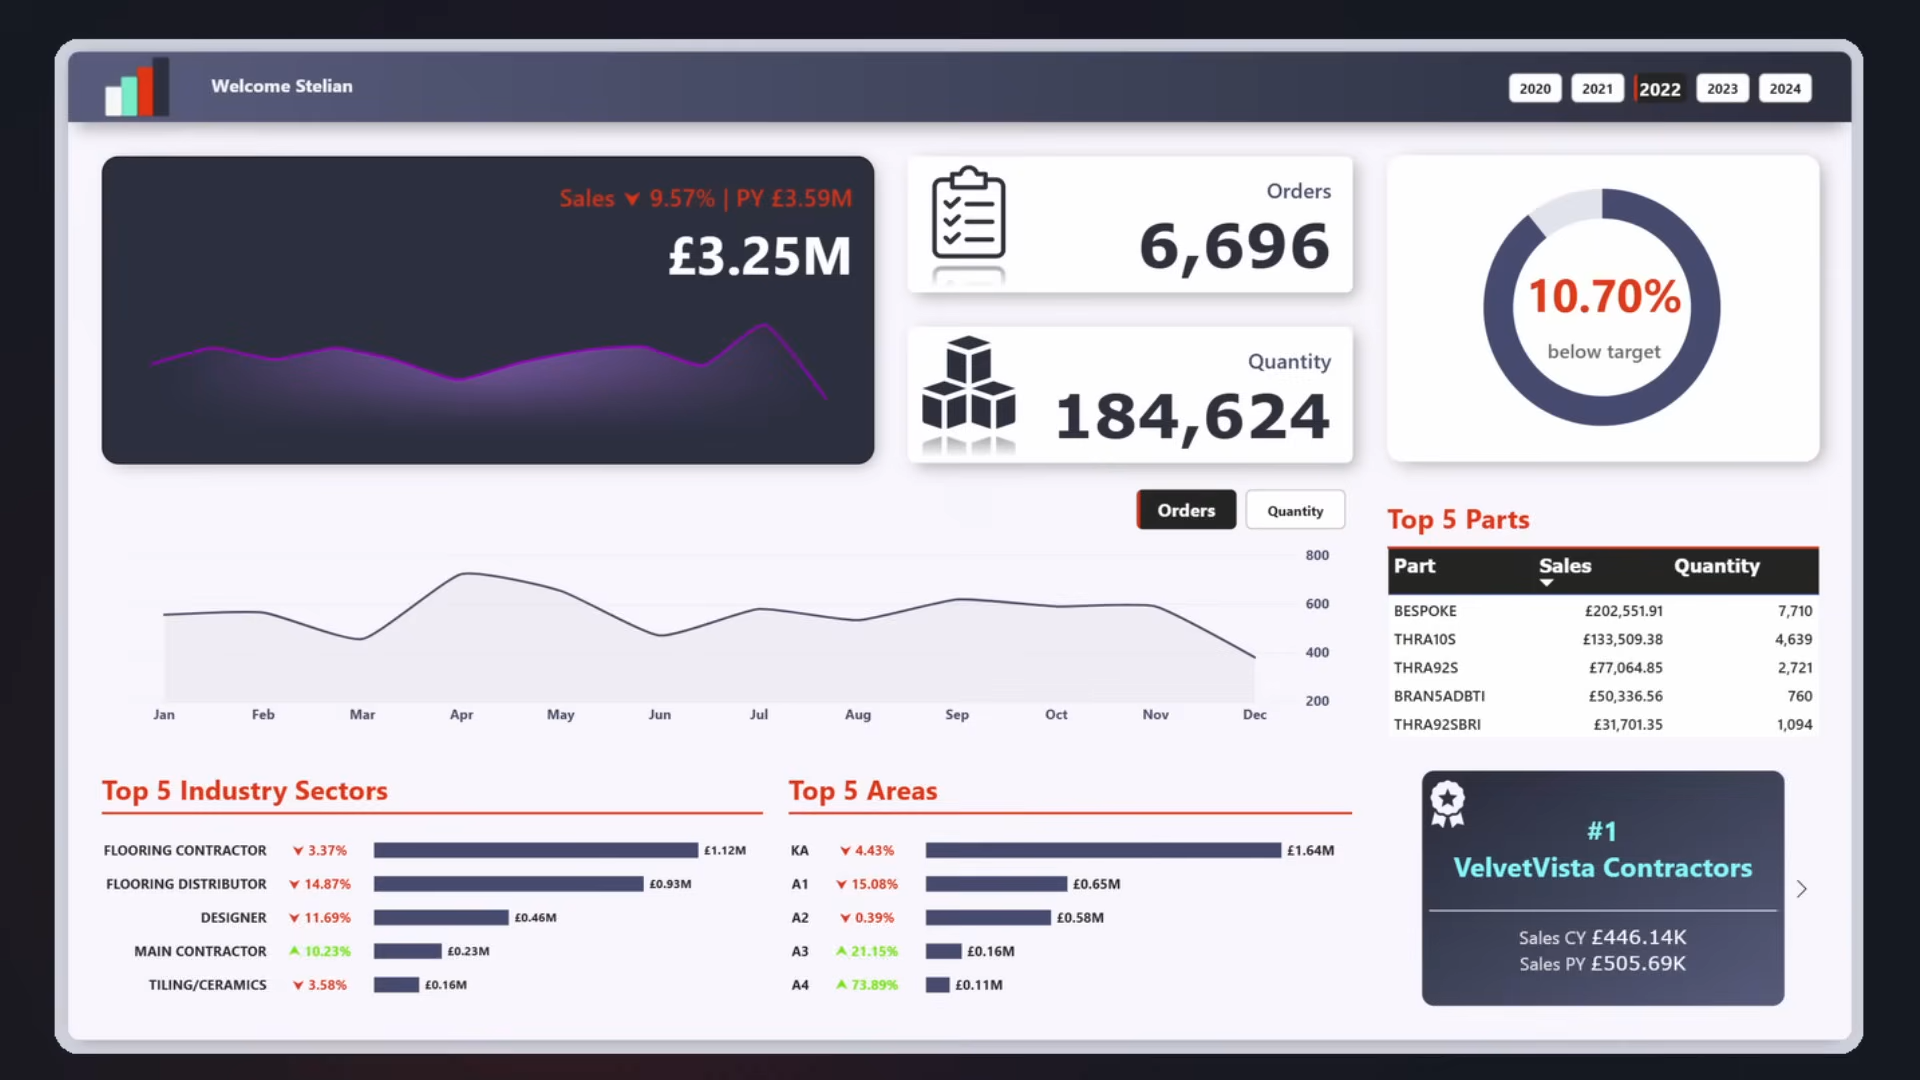 Welcome Stelian
2020 2021 2022 2023 2024
Sales ▼ 9.57% | PY £3.59M
£3.25M
Orders
6,696
Quantity
184,624
10.70%
below target
Orders Quantity
800
600
400
200
Jan Feb Mar Apr May Jun Jul Aug Sep Oct Nov Dec
Top 5 Parts
Part Sales Quantity
BESPOKE £202,551.91 7,710
THRA10S £133,509.38 4,639
THRA92S £77,064.85 2,721
BRAN5ADBTI £50,336.56 760
THRA92SBRI £31,701.35 1,094
Top 5 Industry Sectors
FLOORING CONTRACTOR ▼ 3.37% £1.12M
FLOORING DISTRIBUTOR ▼ 14.87% £0.93M
DESIGNER ▼ 11.69% £0.46M
MAIN CONTRACTOR ▲ 10.23% £0.23M
TILING/CERAMICS ▼ 3.58% £0.16M
Top 5 Areas
KA ▼ 4.43% £1.64M
A1 ▼ 15.08% £0.65M
A2 ▼ 0.39% £0.58M
A3 ▲ 21.15% £0.16M
A4 ▲ 73.89% £0.11M
#1
VelvetVista Contractors
Sales CY £446.14K
Sales PY £505.69K